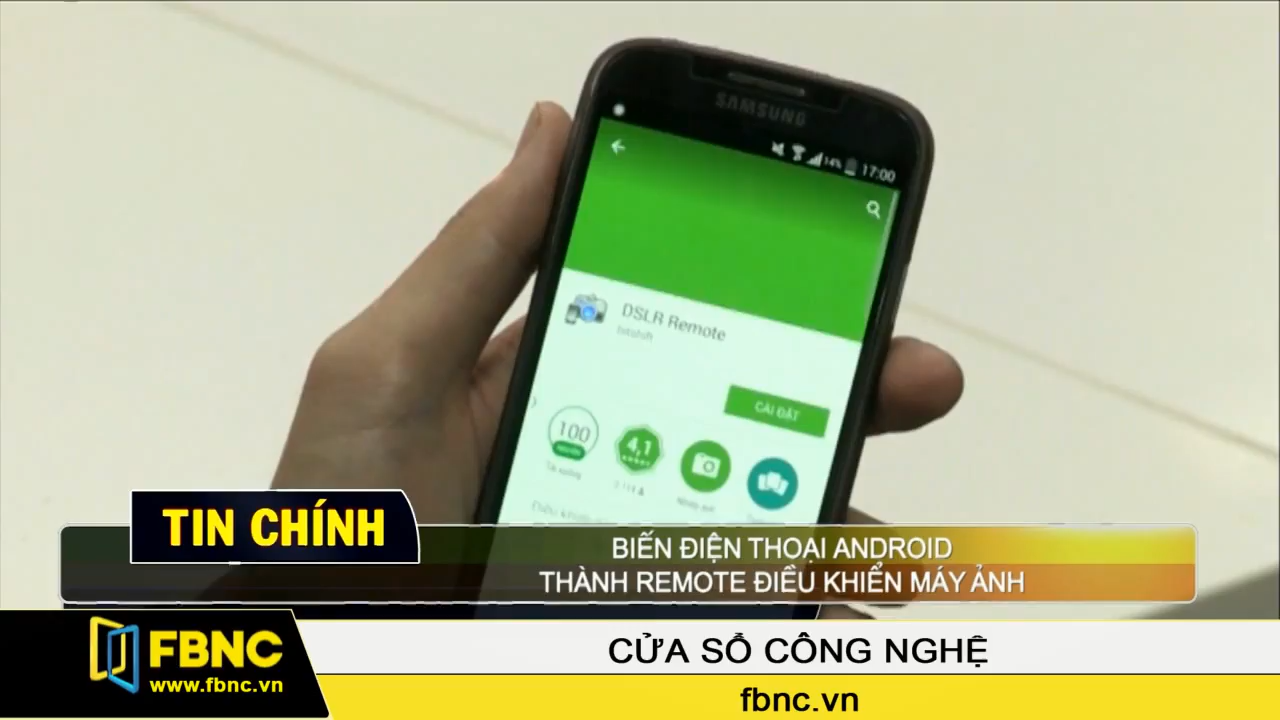 SAMSUNG
14% 17:00
DSLR Remote
CÀI ĐẶT
100
4,1
TIN CHÍNH
BIẾN ĐIỆN THOẠI ANDROID
THÀNH REMOTE ĐIỀU KHIỂN MÁY ẢNH
FBNC
www.fbnc.vn
CỬA SỔ CÔNG NGHỆ
fbnc.vn